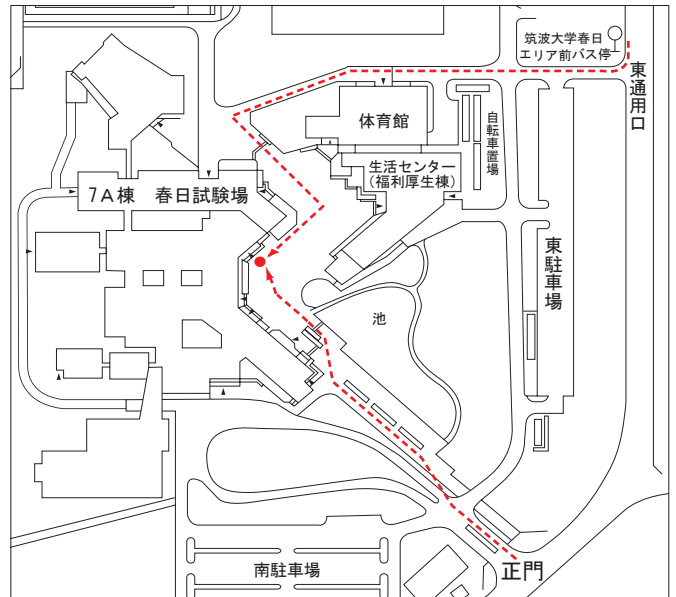 筑波大学春日
エリア前バス停
東通用口
体育館
自転車置場
生活センター
(福利厚生棟)
7A棟 春日試験場
東駐車場
池
南駐車場
正門